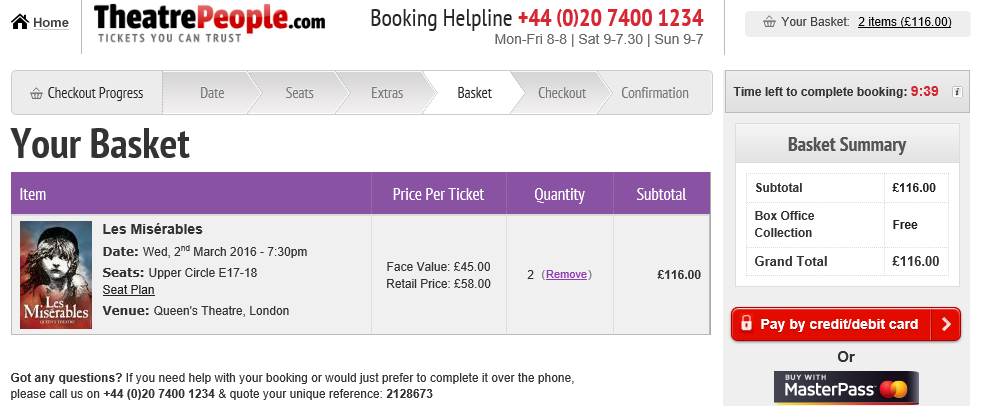 Home
TheatrePeople.com
TICKETS YOU CAN TRUST
Booking Helpline +44 (0)20 7400 1234
Mon-Fri 8-8 | Sat 9-7.30 | Sun 9-7
Your Basket: 2 items (£116.00)
Checkout Progress Date Seats Extras Basket Checkout Confirmation
Time left to complete booking: 9:39 i
Your Basket
Item Price Per Ticket Quantity Subtotal
Les Misérables
Date: Wed, 2nd March 2016 - 7:30pm
Seats: Upper Circle E17-18
Seat Plan
Venue: Queen's Theatre, London
Les
Misérables
QUEEN'S THEATRE
Face Value: £45.00
Retail Price: £58.00
2 (Remove)
£116.00
Basket Summary
Subtotal £116.00
Box Office
Collection
Free
Grand Total £116.00
Pay by credit/debit card
Or
BUY WITH
MasterPass
Got any questions? If you need help with your booking or would just prefer to complete it over the phone,
please call us on +44 (0)20 7400 1234 & quote your unique reference: 2128673